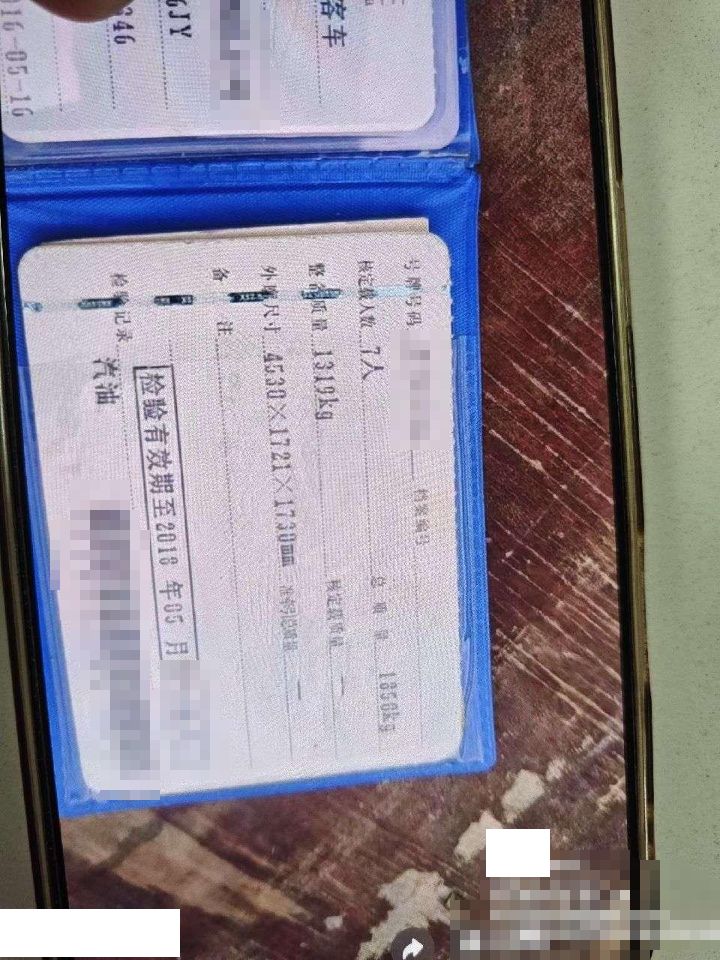 客车
6JY
346
016-05-16
号牌号码
档案编号
核定载人数 7人
总质量 1850kg
整备质量 1319kg
核定载质量 —
外廓尺寸 4530×1721×1730mm
准牵引总质量 —
备注
检验有效期至2018 年05 月
检验记录
汽油